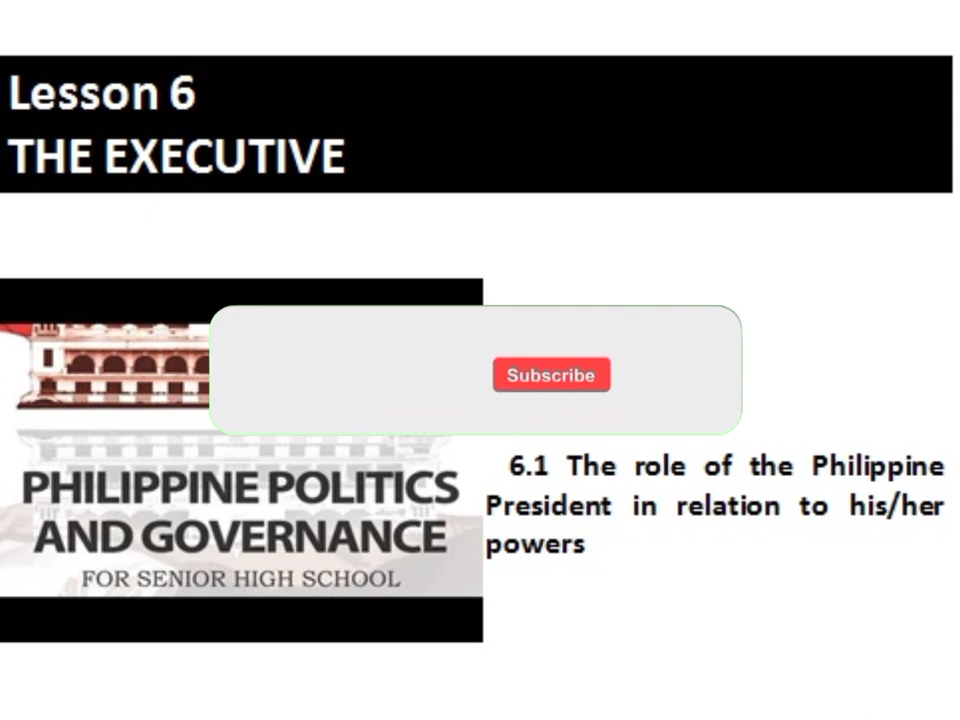 Lesson 6
THE EXECUTIVE
Subscribe
PHILIPPINE POLITICS
AND GOVERNANCE
FOR SENIOR HIGH SCHOOL
6.1 The role of the Philippine
President in relation to his/her
powers